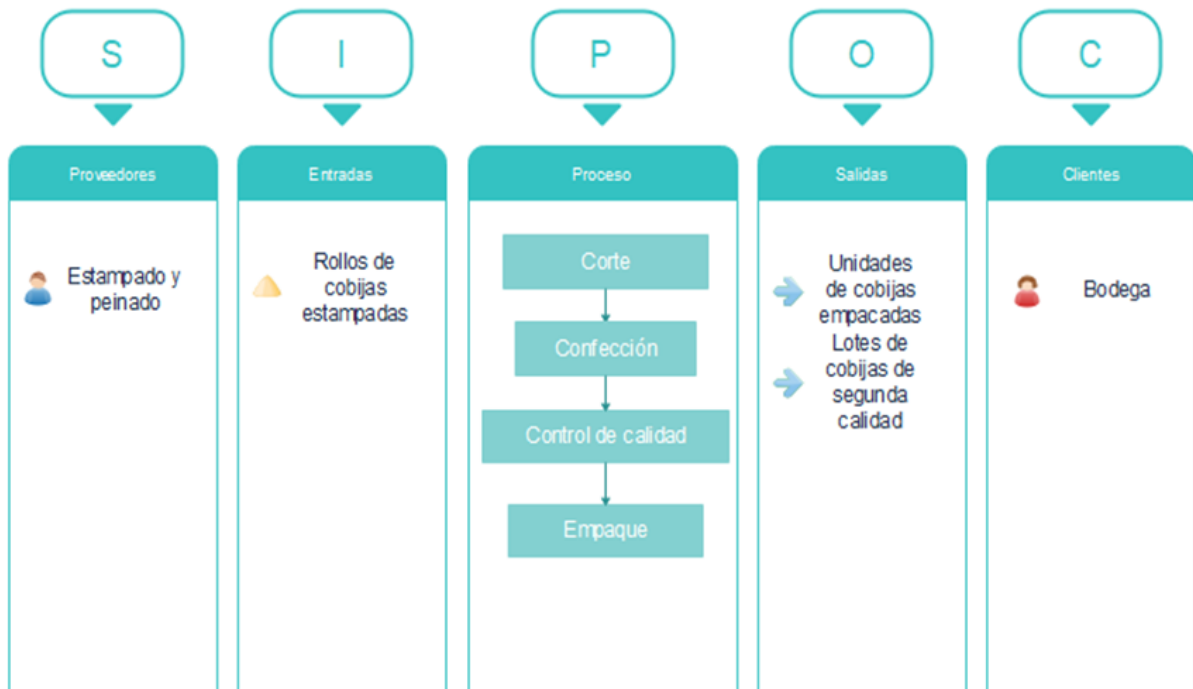 S
I
P
O
C
Proveedores
Entradas
Proceso
Salidas
Clientes
Estampado y
peinado
Rollos de
cobijas
estampadas
Corte
Confección
Control de calidad
Empaque
Unidades
de cobijas
empacadas
Lotes de
cobijas de
segunda
calidad
Bodega